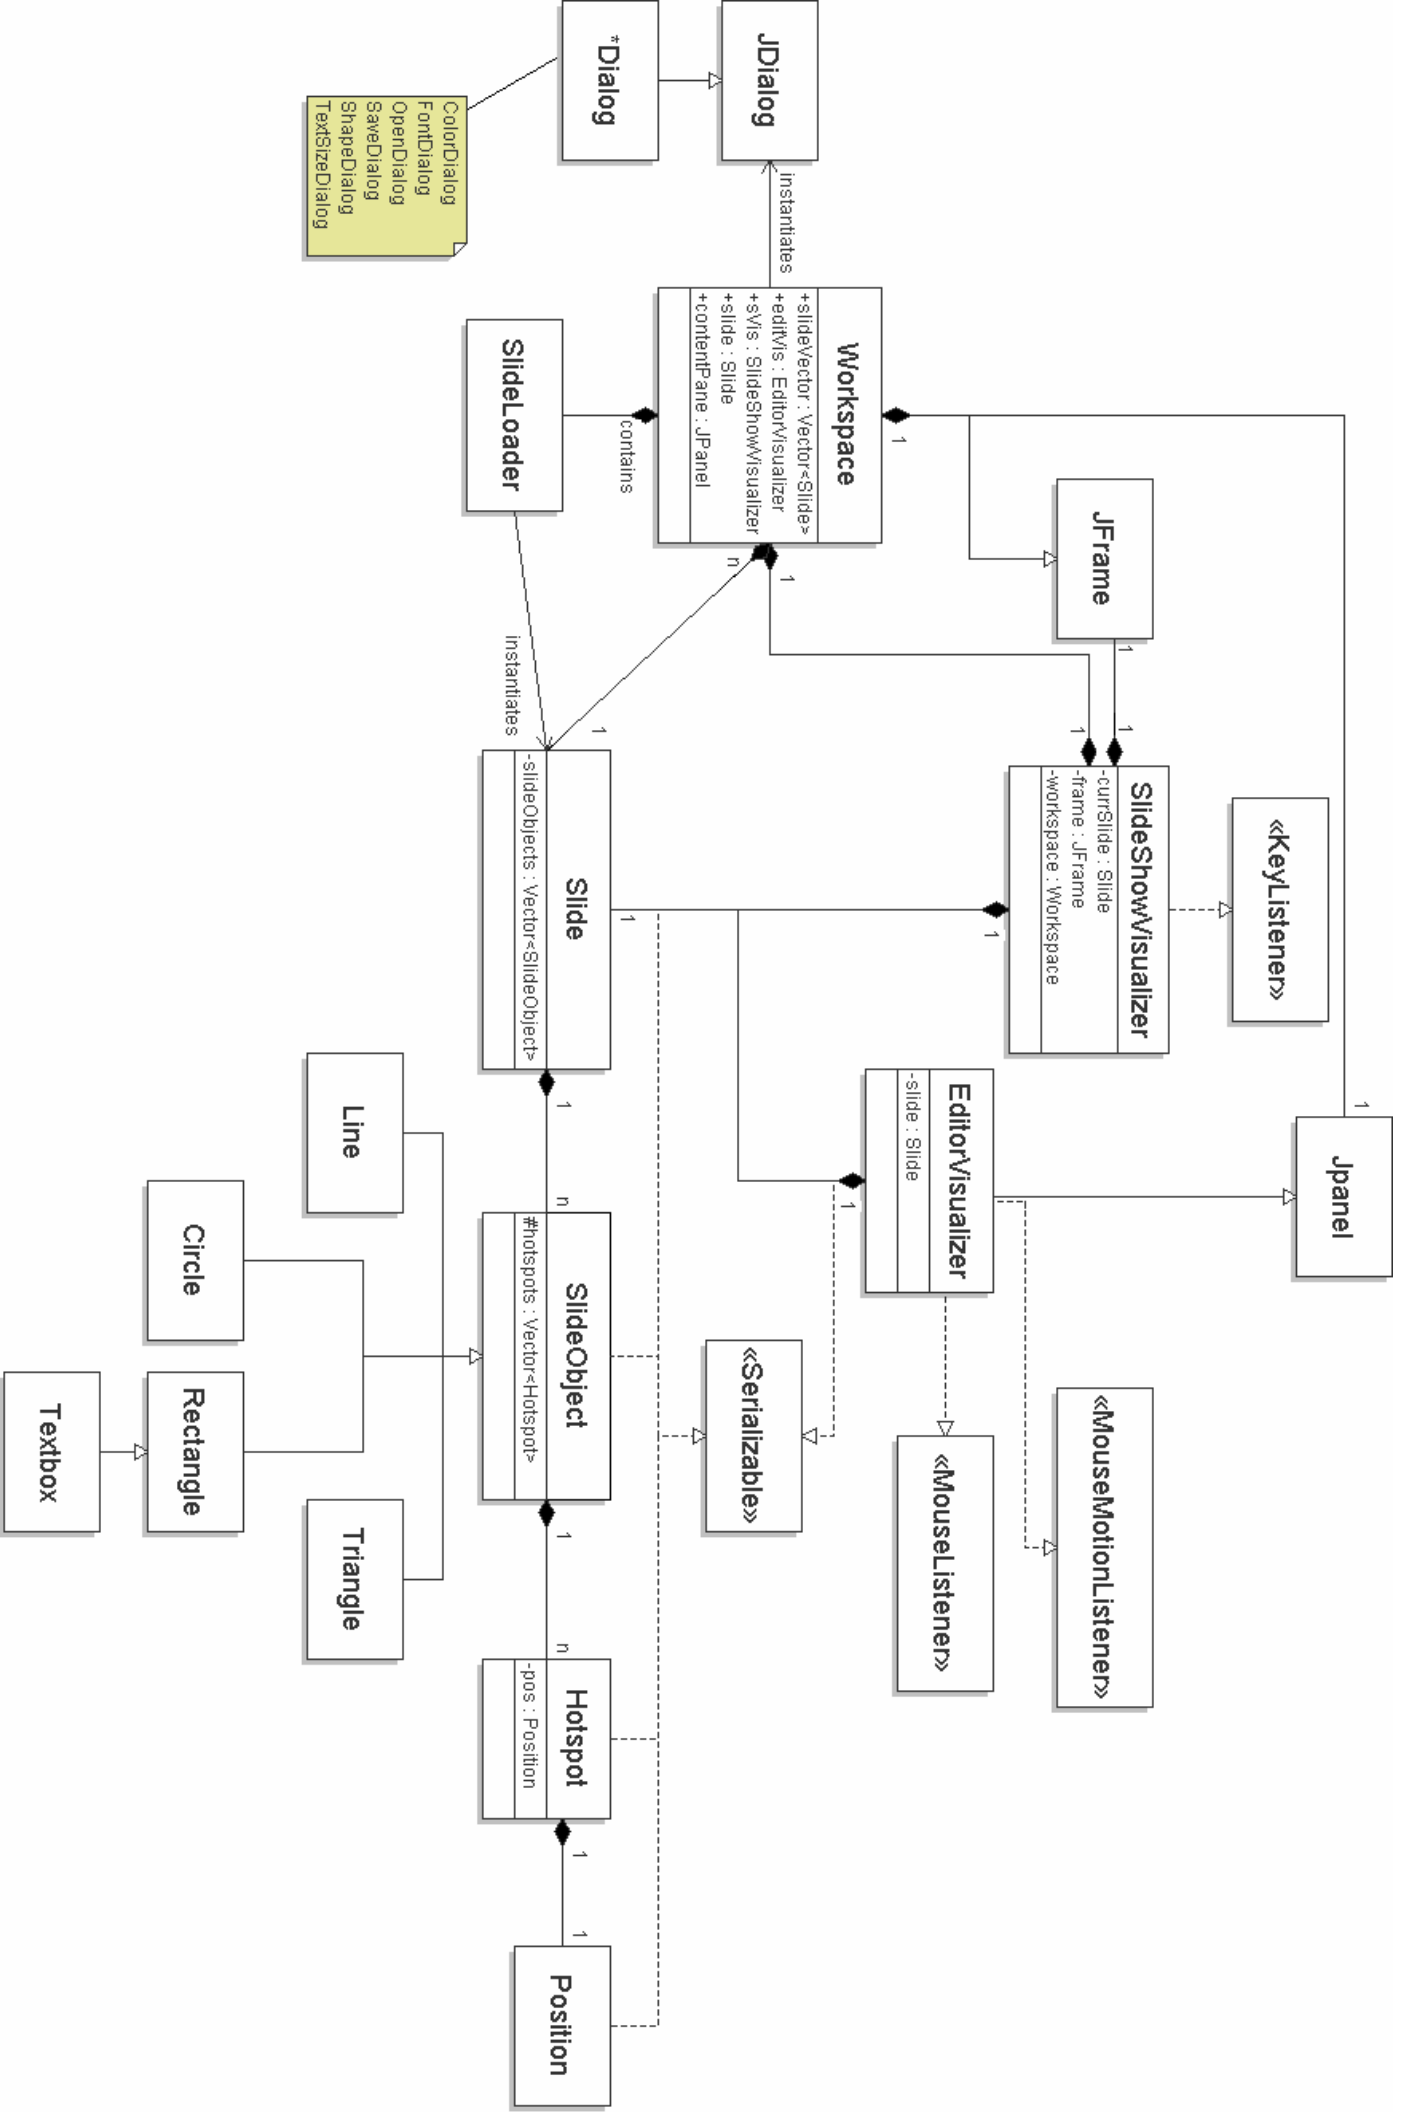 Jpanel
1
«KeyListener»
JFrame
1
1
1
SlideShowVisualizer
-currSlide : Slide
-frame : JFrame
-workspace : Workspace
1
«MouseMotionListener»
EditorVisualizer
-slide : Slide
1
«MouseListener»
JDialog
instantiates
Workspace
+slideVector : Vector<Slide>
+editVis : EditorVisualizer
+sVis : SlideShowVisualizer
+slide : Slide
+contentPane : JPanel
1
1
n
contains
«Serializable»
*Dialog
ColorDialog
FontDialog
OpenDialog
SaveDialog
ShapeDialog
TextSizeDialog
SlideLoader
instantiates
1
1
Slide
-slideObjects : Vector<SlideObject>
1
n
SlideObject
#hotspots : Vector<Hotspot>
1
n
Hotspot
-pos : Position
1
1
Position
Line
Triangle
Circle
Rectangle
Textbox